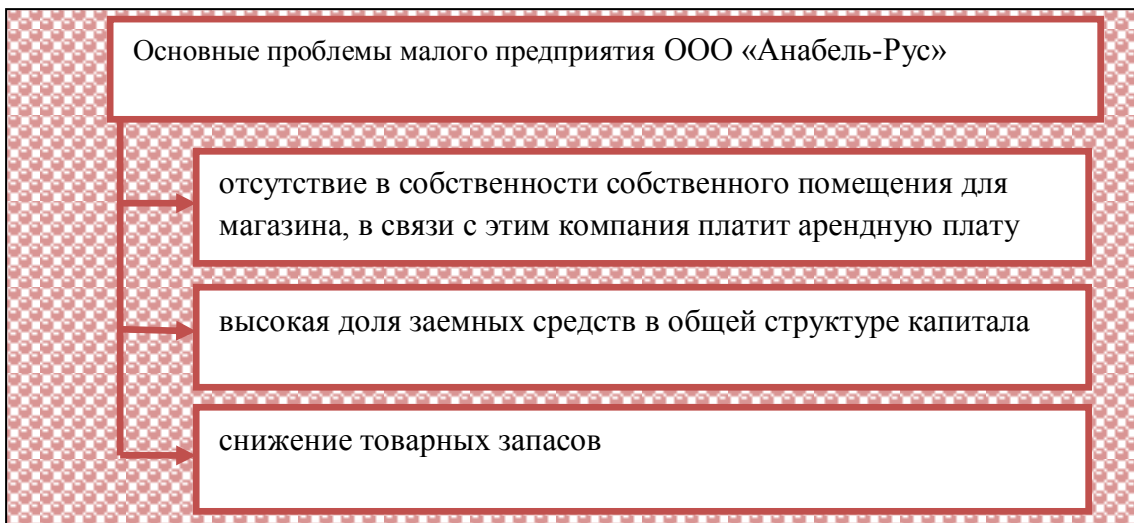 Основные проблемы малого предприятия ООО «Анабель-Рус»
отсутствие в собственности собственного помещения для
магазина, в связи с этим компания платит арендную плату
высокая доля заемных средств в общей структуре капитала
снижение товарных запасов